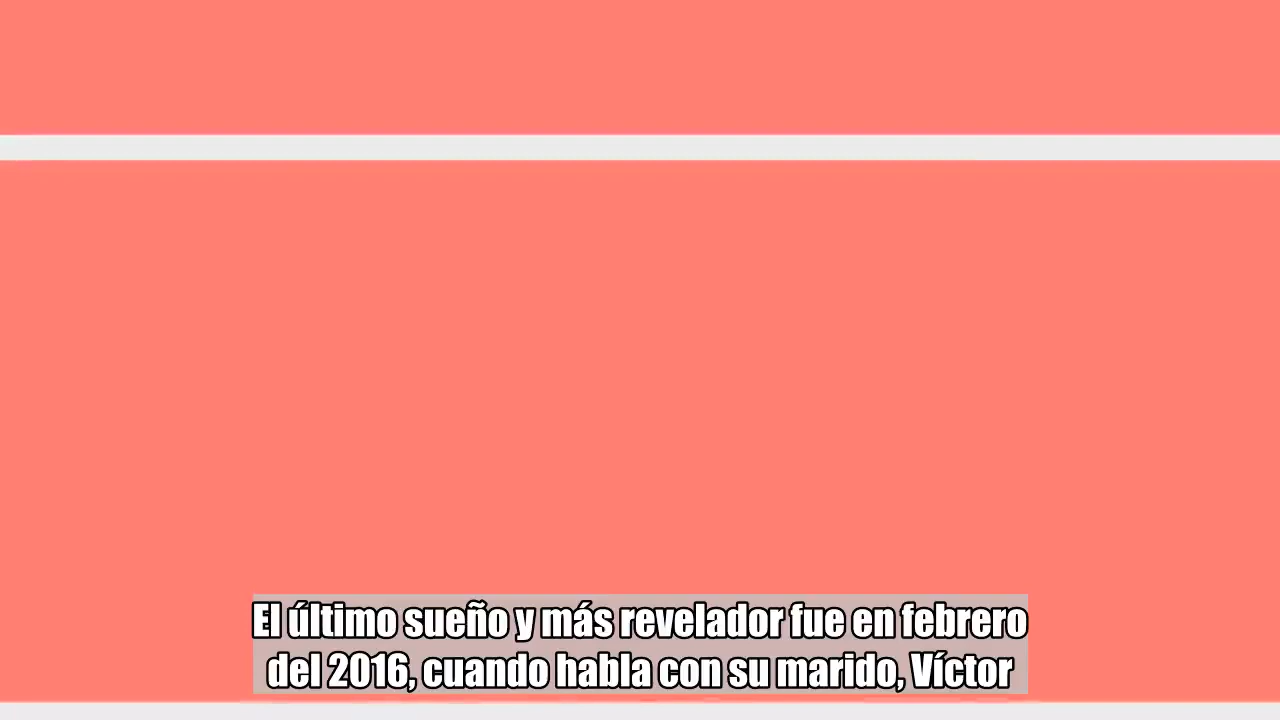 El último sueño y más revelador fue en febrero
del 2016, cuando habla con su marido, Víctor